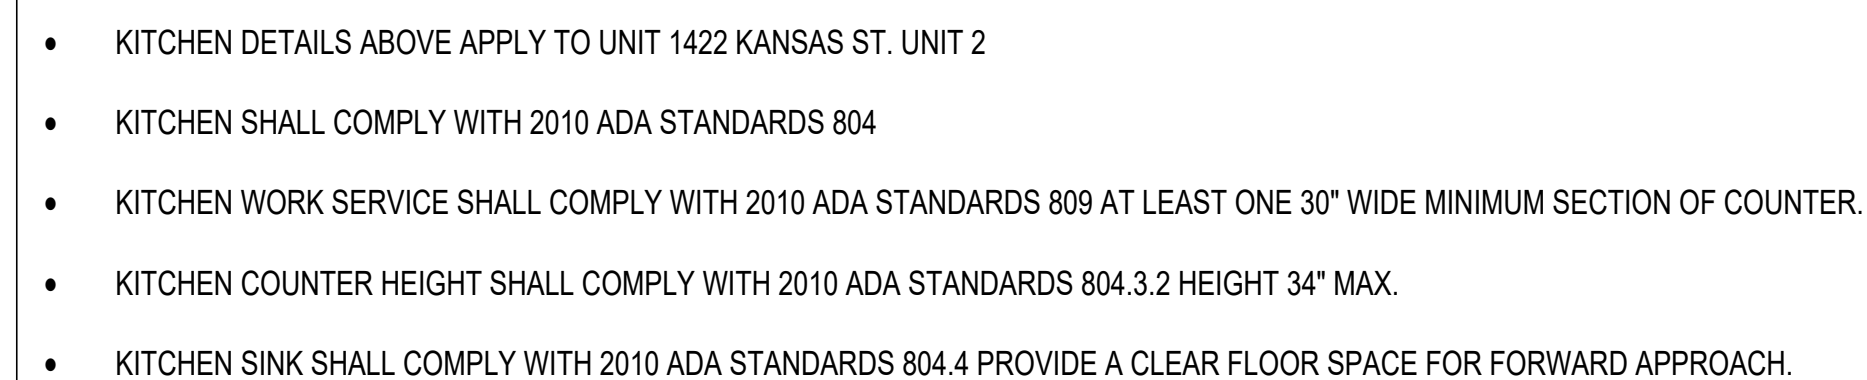 • KITCHEN DETAILS ABOVE APPLY TO UNIT 1422 KANSAS ST. UNIT 2
• KITCHEN SHALL COMPLY WITH 2010 ADA STANDARDS 804
• KITCHEN WORK SERVICE SHALL COMPLY WITH 2010 ADA STANDARDS 809 AT LEAST ONE 30" WIDE MINIMUM SECTION OF COUNTER.
• KITCHEN COUNTER HEIGHT SHALL COMPLY WITH 2010 ADA STANDARDS 804.3.2 HEIGHT 34" MAX.
• KITCHEN SINK SHALL COMPLY WITH 2010 ADA STANDARDS 804.4 PROVIDE A CLEAR FLOOR SPACE FOR FORWARD APPROACH.